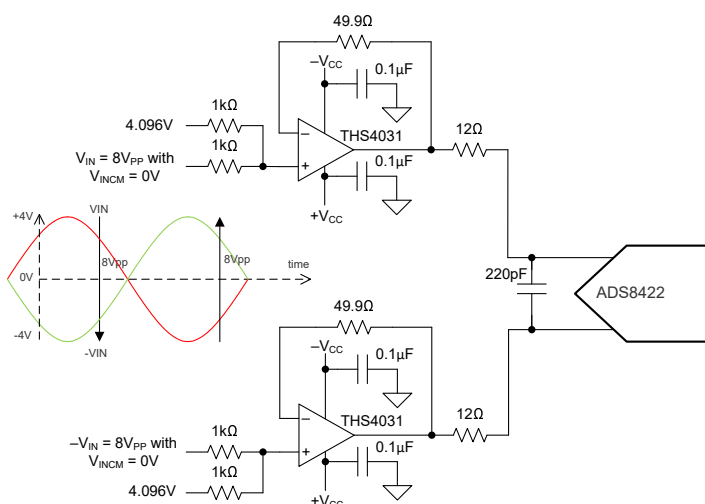 49.9Ω
–VCC
0.1µF
1kΩ
4.096V
THS4031
1kΩ
VIN = 8VPP with
VINCM = 0V
–
+
0.1µF
12Ω
+VCC
+4V
VIN
8Vpp
8Vpp
time
0V
-4V
-VIN
220pF
ADS8422
49.9Ω
–VCC
0.1µF
THS4031
12Ω
–
+
1kΩ
–VIN = 8VPP with
VINCM = 0V
1kΩ
0.1µF
4.096V
+VCC